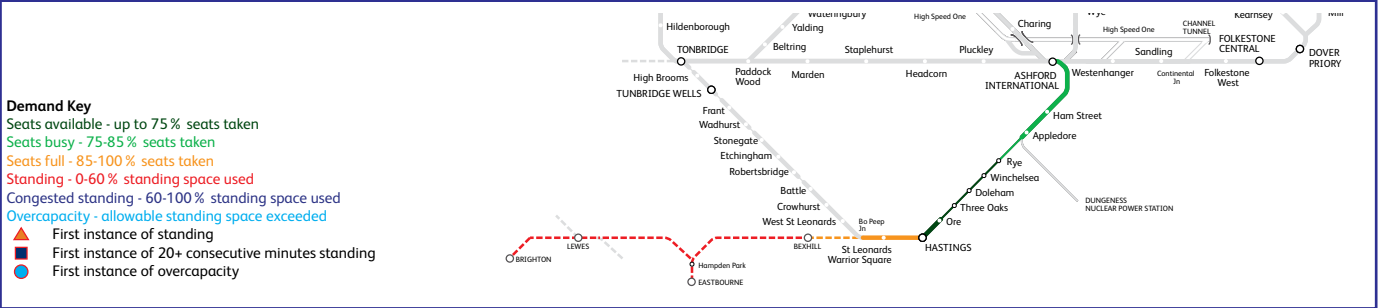 Demand Key
Seats available - up to 75% seats taken
Seats busy - 75-85% seats taken
Seats full - 85-100% seats taken
Standing - 0-60% standing space used
Congested standing - 60-100% standing space used
Overcapacity - allowable standing space exceeded
First instance of standing
First instance of 20+ consecutive minutes standing
First instance of overcapacity
Wateringbury
High Speed One
Wye
Kearnsey
Mill
Hildenborough
Yalding
Charing
High Speed One
CHANNEL
TUNNEL
FOLKESTONE
CENTRAL
TONBRIDGE
Beltring
Staplehurst
Pluckley
Sandling
DOVER
PRIORY
High Brooms
TUNBRIDGE WELLS
Paddock
Wood
Marden
Headcorn
ASHFORD
INTERNATIONAL
Westenhanger
Continental
Jn
Folkestone
West
Frant
Wadhurst
Stonegate
Etchingham
Robertsbridge
Battle
Crowhurst
West St Leonards
Ham Street
Appledore
Rye
Winchelsea
Doleham
Three Oaks
Ore
DUNGENESS
NUCLEAR POWER STATION
Bo Peep
Jn
HASTINGS
St Leonards
Warrior Square
BEXHILL
LEWES
BRIGHTON
Hampden Park
EASTBOURNE